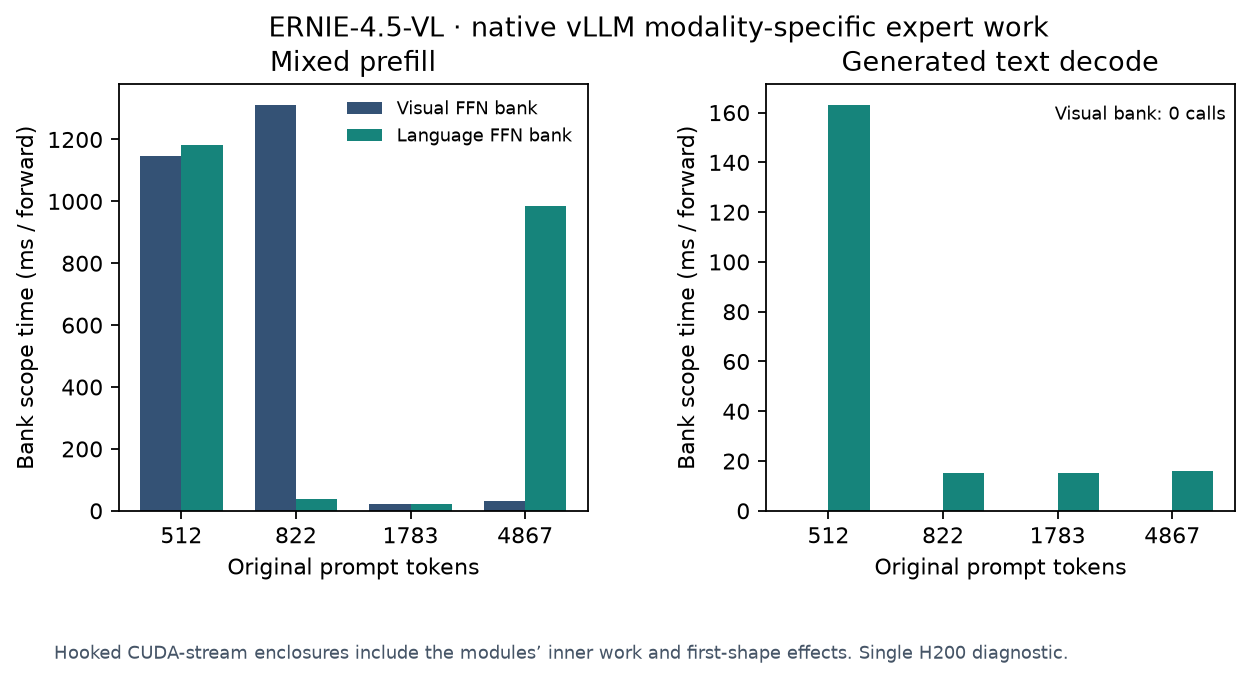 ERNIE-4.5-VL · native vLLM modality-specific expert work
Mixed prefill
Visual FFN bank
Language FFN bank
Bank scope time (ms / forward)
1200
1000
800
600
400
200
0
512 822 1783 4867
Original prompt tokens
Generated text decode
Visual bank: 0 calls
Bank scope time (ms / forward)
160
140
120
100
80
60
40
20
0
512 822 1783 4867
Original prompt tokens
Hooked CUDA-stream enclosures include the modules’ inner work and first-shape effects. Single H200 diagnostic.